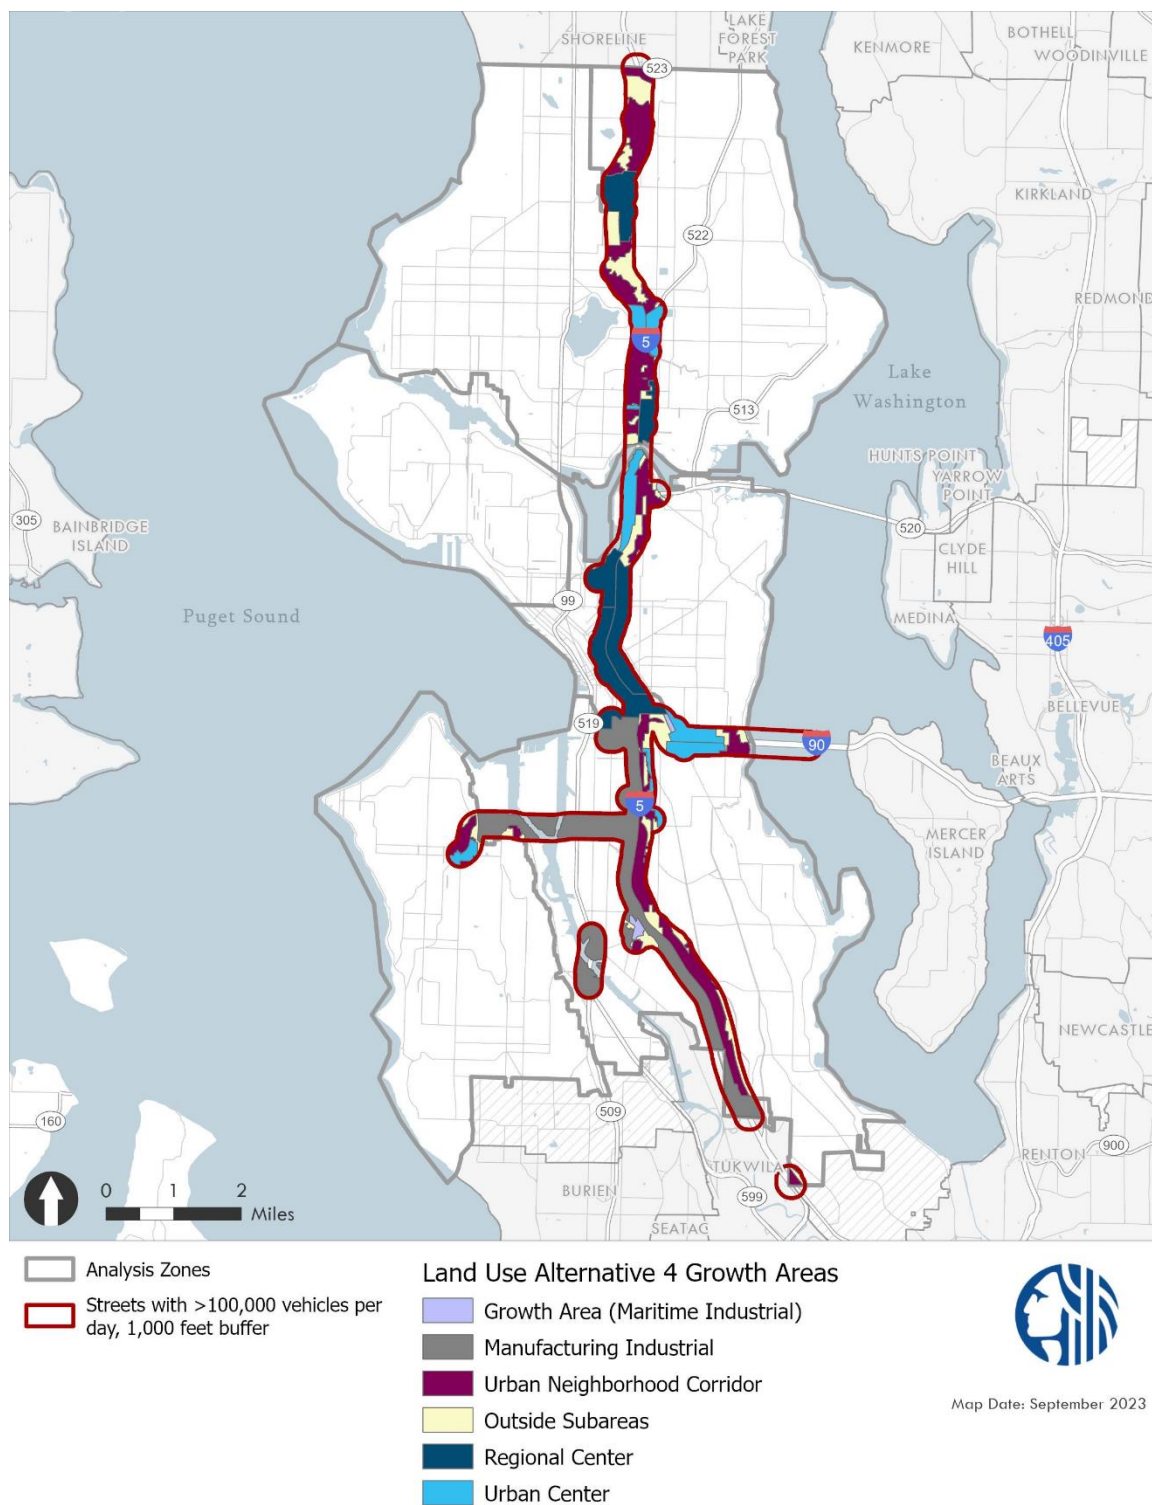 SHORELINE
LAKE
FOREST
PARK
KENMORE
BOTHELL
WOODINVILLE
523
KIRKLAND
522
REDMOND
5
Lake
Washington
513
HUNTS POINT
YARROW
POINT
305
BAINBRIDGE
ISLAND
520
CLYDE
HILL
99
Puget Sound
MEDINA
405
BELLEVUE
519
90
BEAUX
ARTS
5
MERCER
ISLAND
NEWCASTLE
160
509
900
RENTON
TUKWILA
599
BURIEN
SEATAC
0 1 2
Miles
Analysis Zones
Streets with >100,000 vehicles per
day, 1,000 feet buffer
Land Use Alternative 4 Growth Areas
Growth Area (Maritime Industrial)
Manufacturing Industrial
Urban Neighborhood Corridor
Outside Subareas
Regional Center
Urban Center
Map Date: September 2023